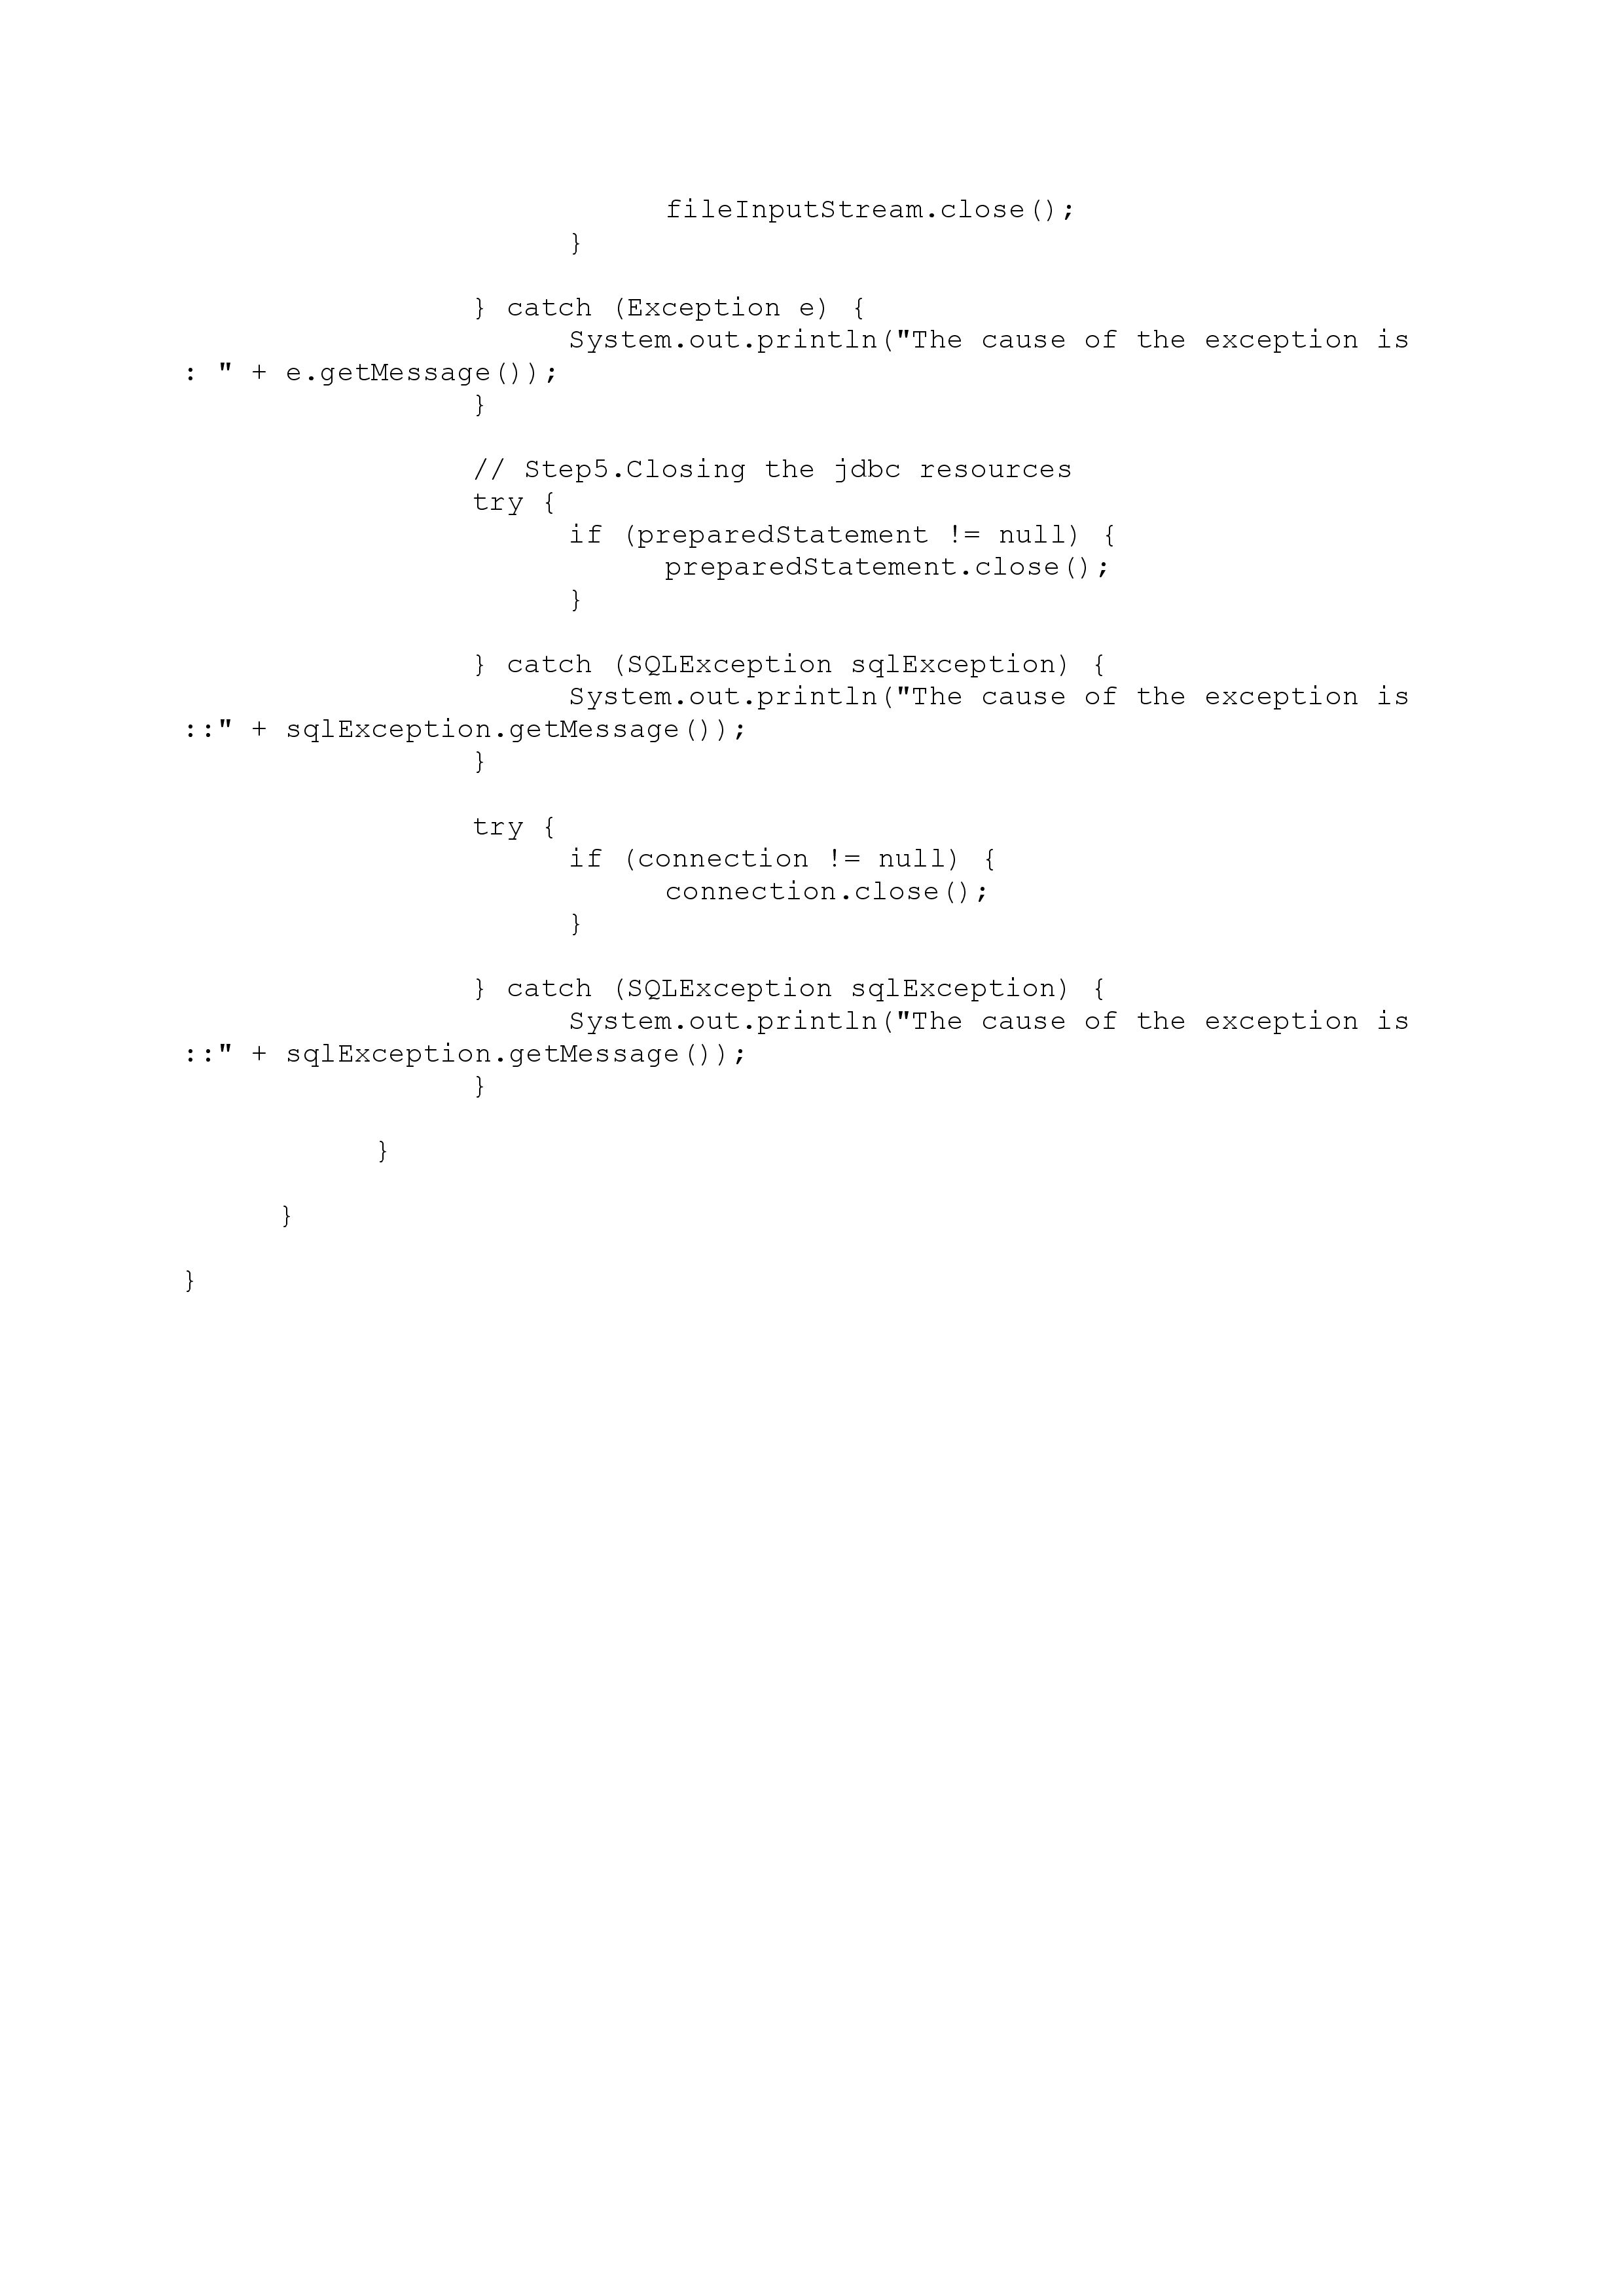 fileInputStream.close();
}
} catch (Exception e) {
System.out.println("The cause of the exception is
: " + e.getMessage());
}
// Step5.Closing the jdbc resources
try {
if (preparedStatement != null) {
preparedStatement.close();
}
} catch (SQLException sqlException) {
System.out.println("The cause of the exception is
::" + sqlException.getMessage());
}
try {
if (connection != null) {
connection.close();
}
} catch (SQLException sqlException) {
System.out.println("The cause of the exception is
::" + sqlException.getMessage());
}
}
}
}